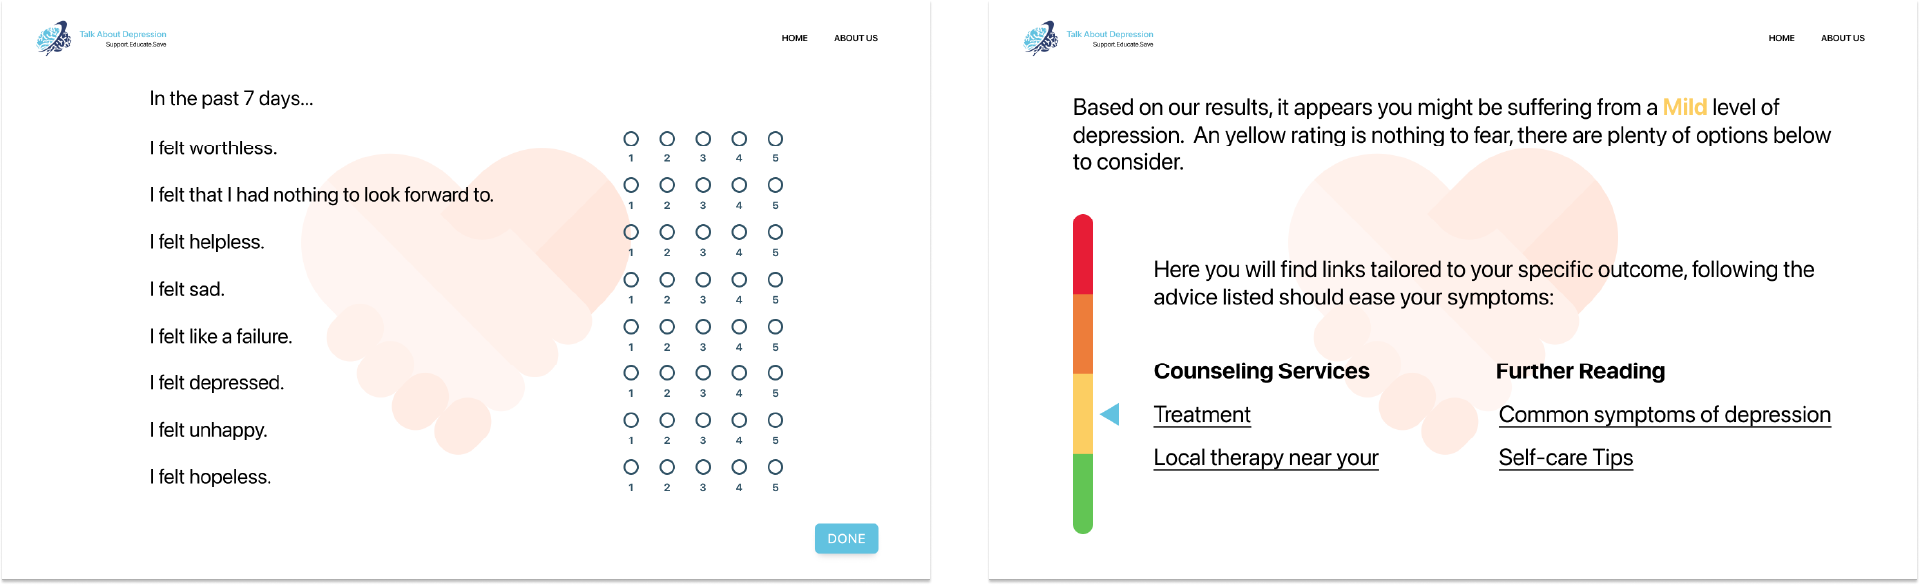 Talk About Depression
Support.Educate.Save
HOME ABOUT US
In the past 7 days...
I felt worthless.
1 2 3 4 5
I felt that I had nothing to look forward to.
1 2 3 4 5
I felt helpless.
1 2 3 4 5
I felt sad.
1 2 3 4 5
I felt like a failure.
1 2 3 4 5
I felt depressed.
1 2 3 4 5
I felt unhappy.
1 2 3 4 5
I felt hopeless.
1 2 3 4 5
DONE
Talk About Depression
Support.Educate.Save
HOME ABOUT US
Based on our results, it appears you might be suffering from a Mild level of
depression. An yellow rating is nothing to fear, there are plenty of options below
to consider.
Here you will find links tailored to your specific outcome, following the
advice listed should ease your symptoms:
Counseling Services
Treatment
Local therapy near your
Further Reading
Common symptoms of depression
Self-care Tips